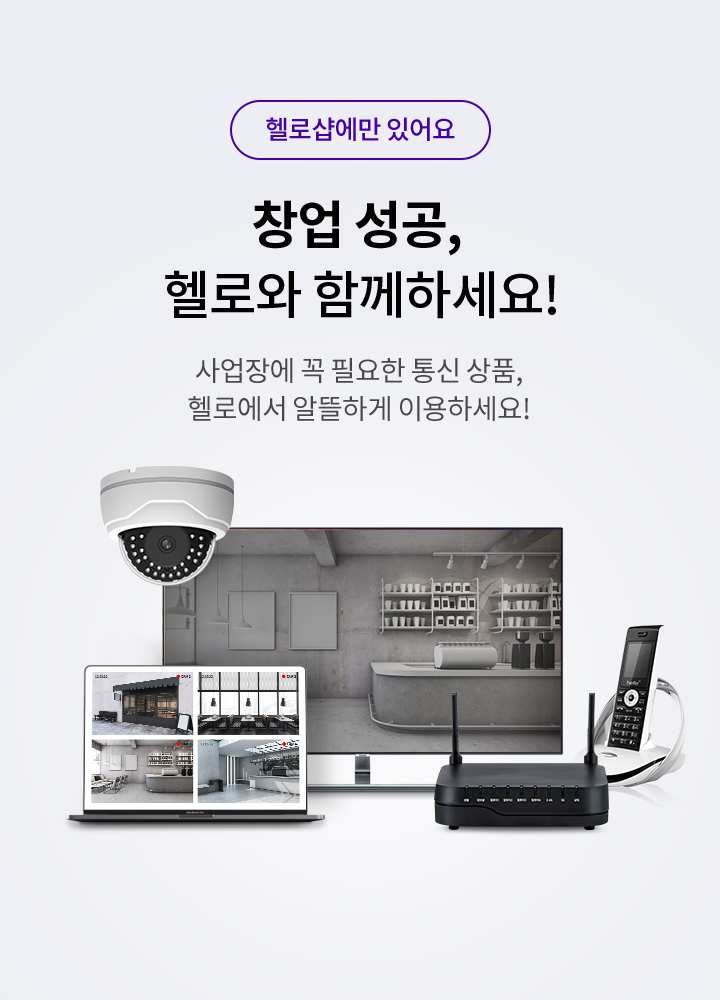 헬로샵에만 있어요
창업 성공,
헬로와 함께하세요!
사업장에 꼭 필요한 통신 상품,
헬로에서 알뜰하게 이용하세요!
hello